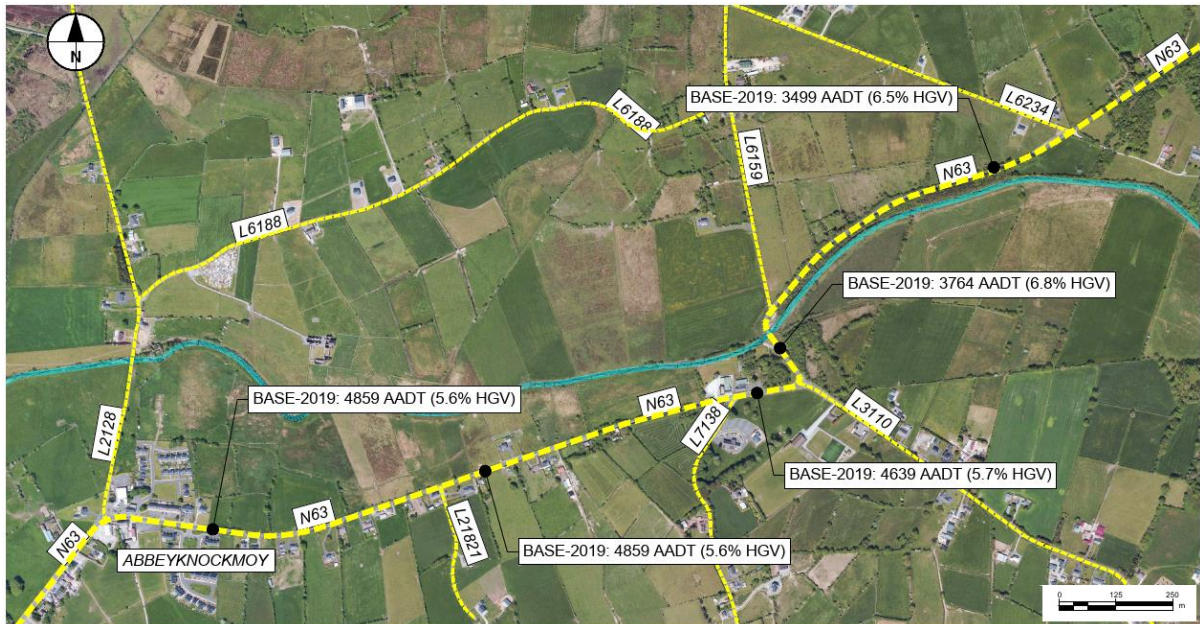 N
N63
BASE-2019: 3499 AADT (6.5% HGV)
L6188
L6234
L6159
N63
L6188
BASE-2019: 3764 AADT (6.8% HGV)
BASE-2019: 4859 AADT (5.6% HGV)
N63
L2128
L7138
L3110
BASE-2019: 4639 AADT (5.7% HGV)
N63
L21821
N63
BASE-2019: 4859 AADT (5.6% HGV)
ABBEYKNOCKMOY
0 125 250
m